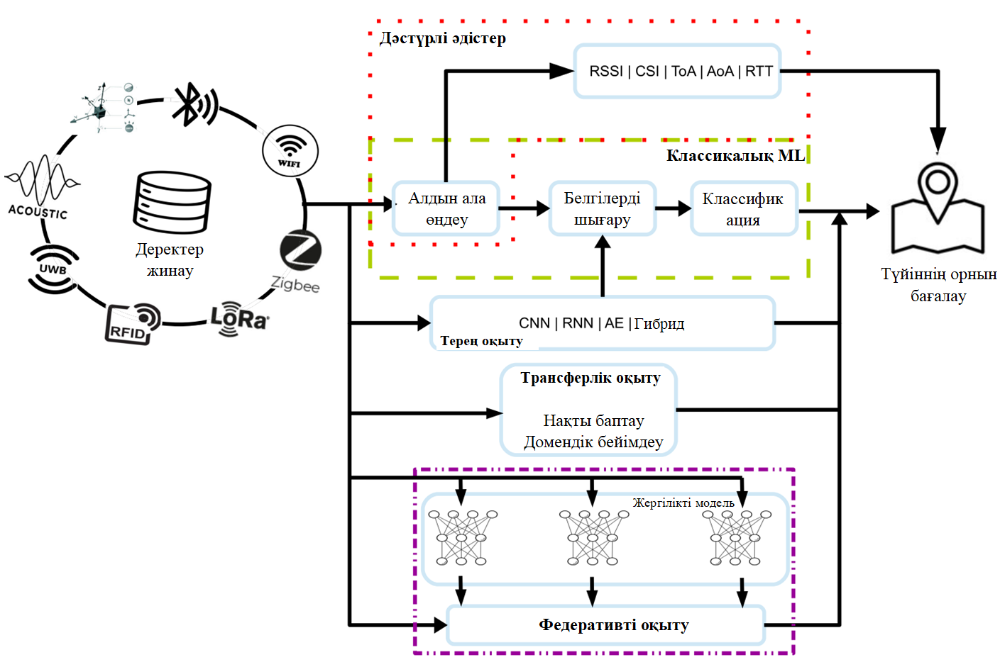 Дәстүрлі әдістер
RSSI | CSI | ToA | AoA | RTT
Классикалық ML
WIFI
ACOUSTIC
Алдын ала
өңдеу
Белгілерді
шығару
Классифик
ация
Деректер
жинау
UWB
Zigbee
RFID
LoRa
Түйіннің орнын
бағалау
CNN | RNN | AE | Гибрид
Терең оқыту
Трансферлік оқыту
Нақты баптау
Домендік бейімдеу
Жергілікті модель
Федеративті оқыту